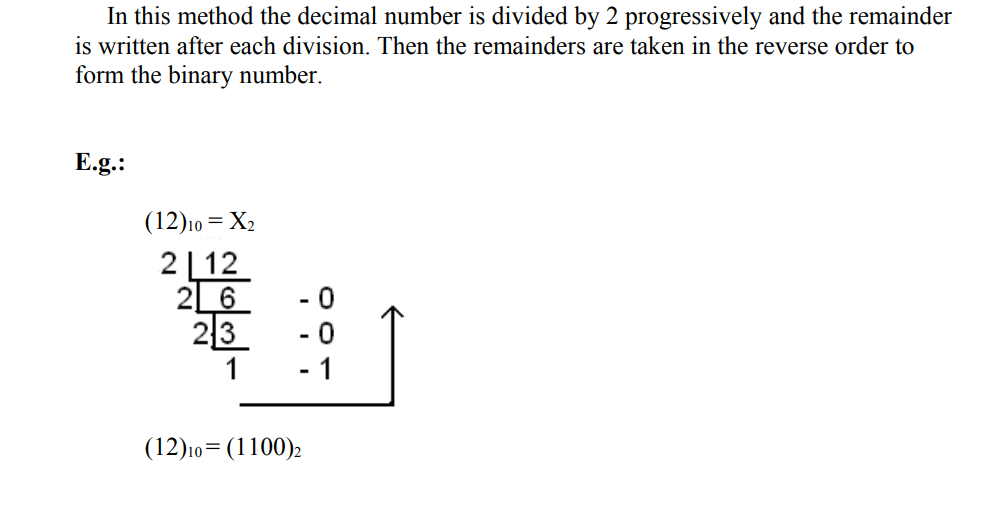 In this method the decimal number is divided by 2 progressively and the remainder
is written after each division. Then the remainders are taken in the reverse order to
form the binary number.
E.g.:
(12)₁₀ = X₂
2 | 12
2 | 6 - 0
2 | 3 - 0
1 - 1
(12)₁₀ = (1100)₂